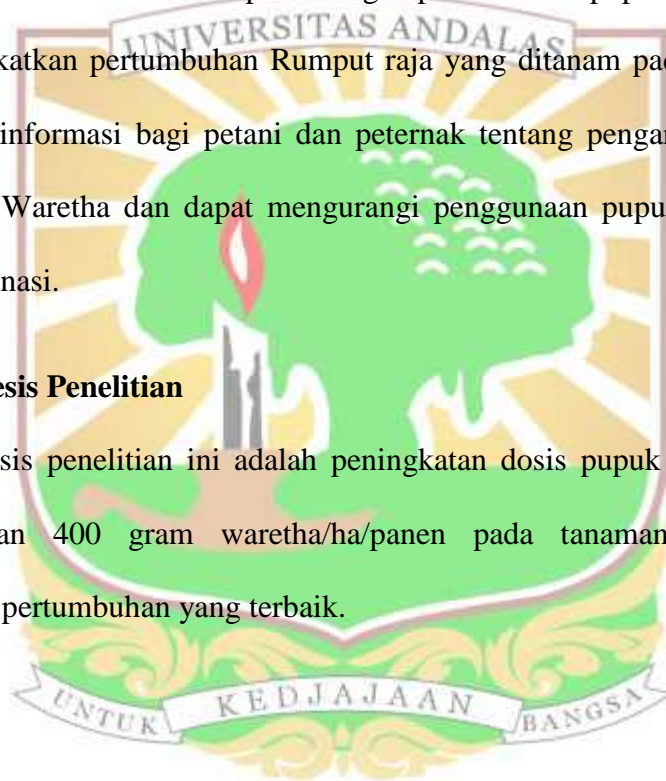 UNIVERSITAS ANDALAS
katkan pertumbuhan Rumput raja yang ditanam pad
informasi bagi petani dan peternak tentang pengar
Waretha dan dapat mengurangi penggunaan pupu
nasi.
esis Penelitian
sis penelitian ini adalah peningkatan dosis pupuk
an 400 gram waretha/ha/panen pada tanaman
pertumbuhan yang terbaik.
UNTUK KEDJAJAAN BANGSA